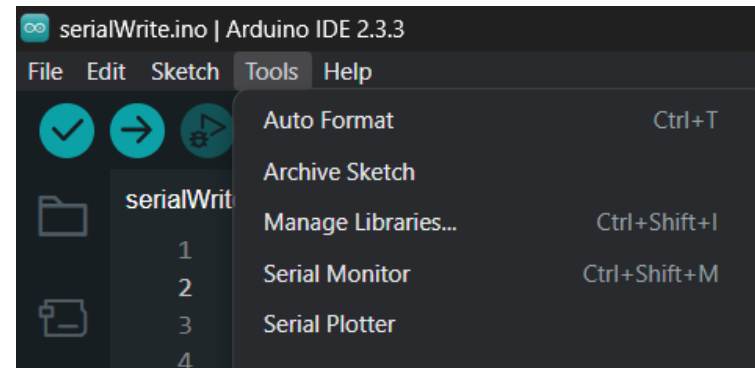 serialWrite.ino | Arduino IDE 2.3.3
File Edit Sketch Tools Help
Auto Format Ctrl+T
Archive Sketch
serialWrit
Manage Libraries... Ctrl+Shift+I
1
2
Serial Monitor Ctrl+Shift+M
3
Serial Plotter
4